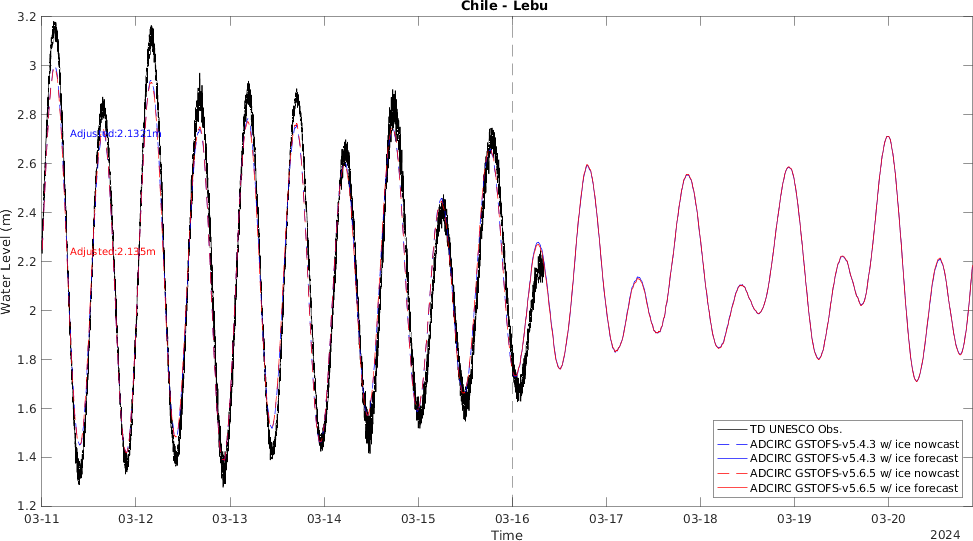 Chile - Lebu
3.2
3
2.8
2.6
2.4
2.2
2
1.8
1.6
1.4
1.2
Water Level (m)
Adjusted:2.1321m
Adjusted:2.135m
TD UNESCO Obs.
ADCIRC GSTOFS-v5.4.3 w/ ice nowcast
ADCIRC GSTOFS-v5.4.3 w/ ice forecast
ADCIRC GSTOFS-v5.6.5 w/ ice nowcast
ADCIRC GSTOFS-v5.6.5 w/ ice forecast
03-11 03-12 03-13 03-14 03-15 03-16 03-17 03-18 03-19 03-20
Time
2024